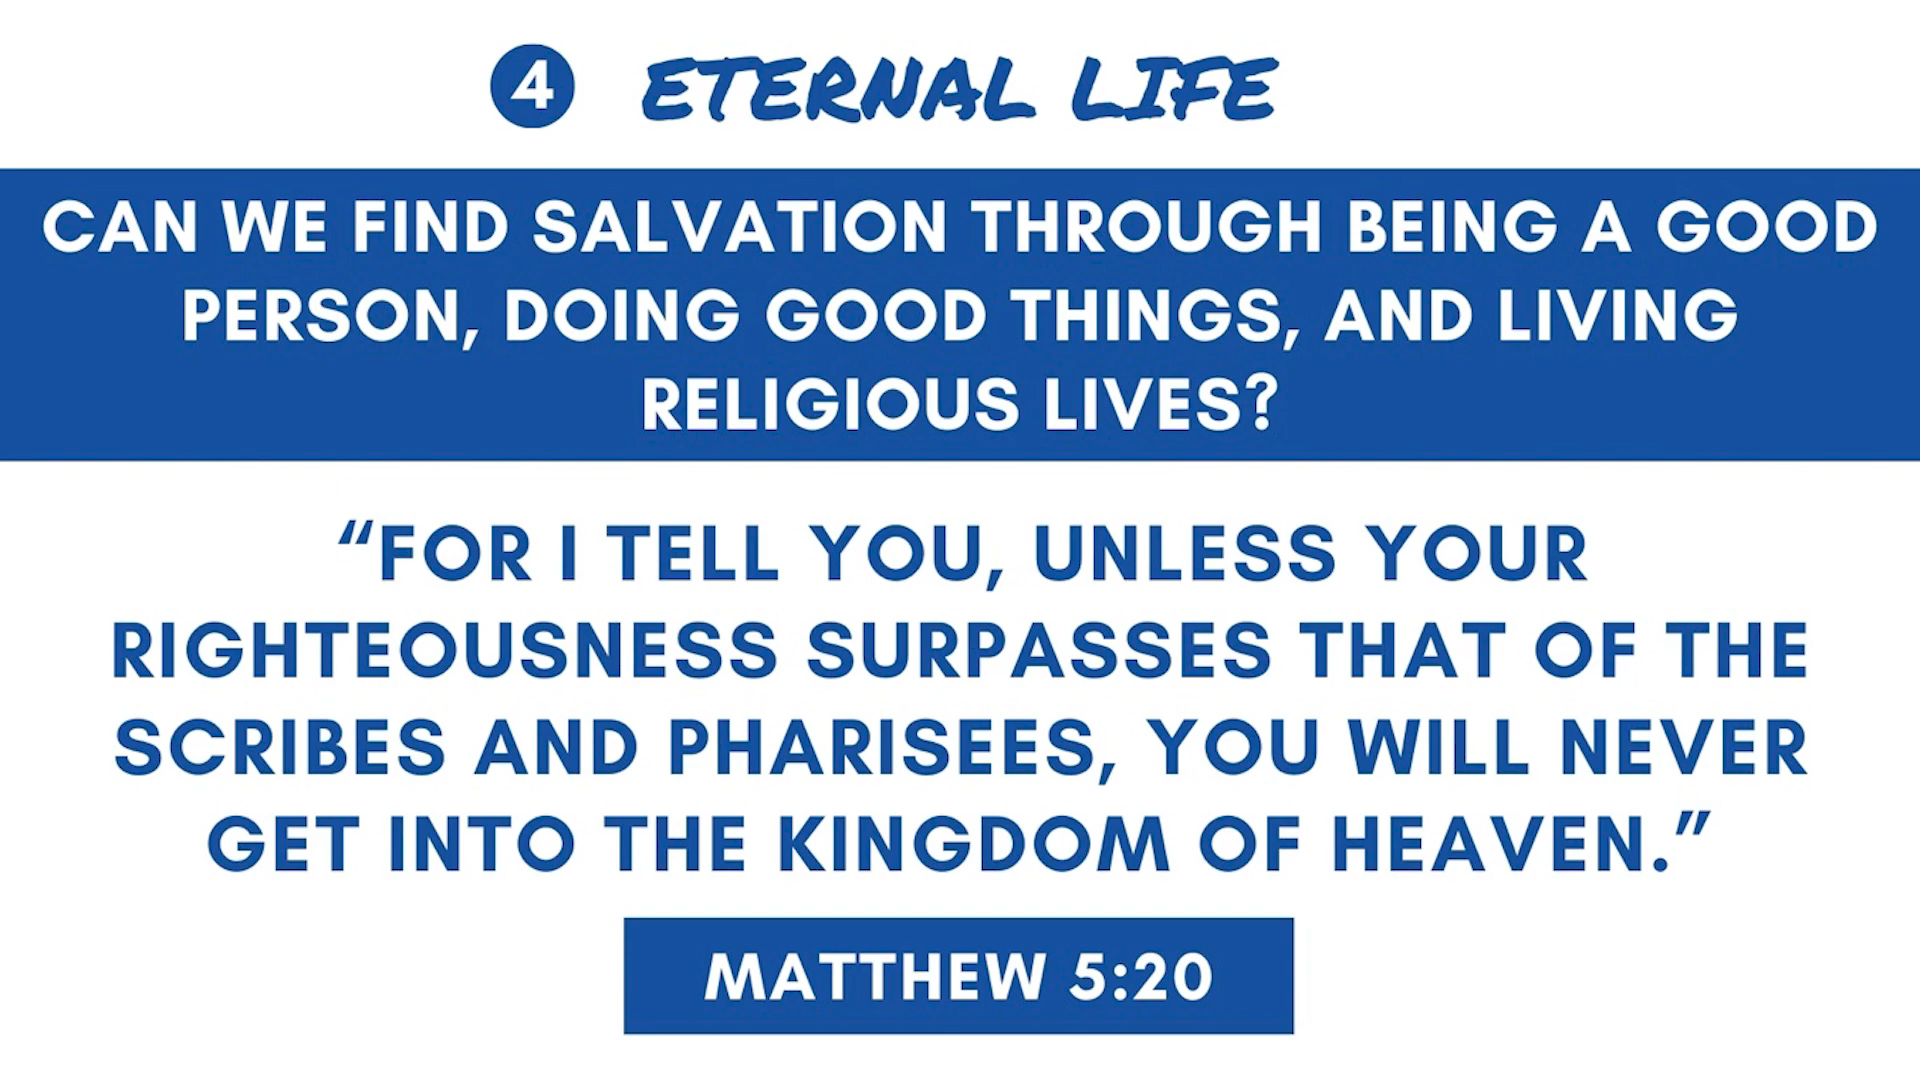 4 ETERNAL LIFE
CAN WE FIND SALVATION THROUGH BEING A GOOD
PERSON, DOING GOOD THINGS, AND LIVING
RELIGIOUS LIVES?
“FOR I TELL YOU, UNLESS YOUR
RIGHTEOUSNESS SURPASSES THAT OF THE
SCRIBES AND PHARISEES, YOU WILL NEVER
GET INTO THE KINGDOM OF HEAVEN.”
MATTHEW 5:20